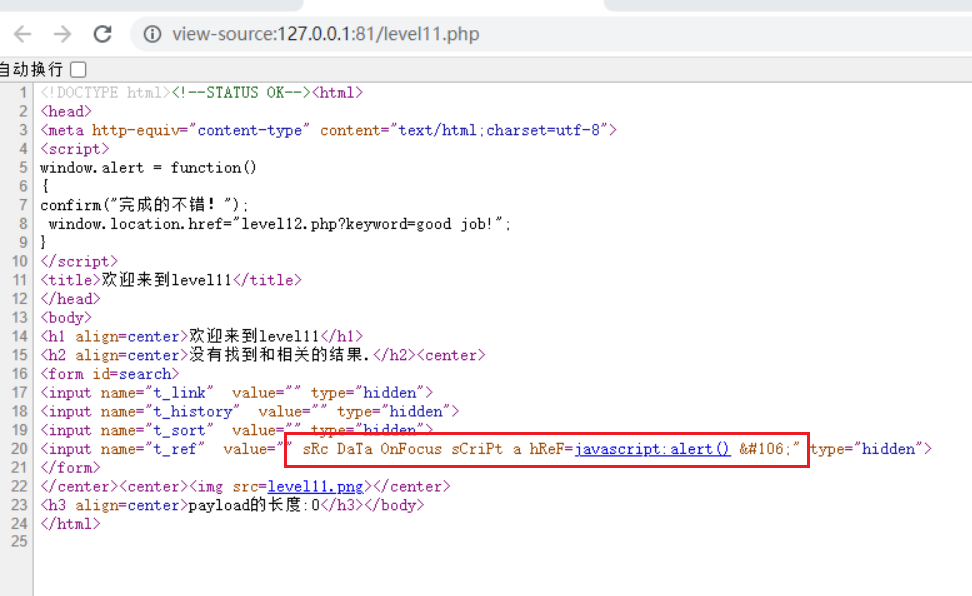 view-source:127.0.0.1:81/level11.php
自动换行
1 <!DOCTYPE html><!--STATUS OK--><html>
2 <head>
3 <meta http-equiv="content-type" content="text/html;charset=utf-8">
4 <script>
5 window.alert = function()
6 {
7 confirm("完成的不错！");
8  window.location.href="level12.php?keyword=good job!";
9 }
10 </script>
11 <title>欢迎来到level11</title>
12 </head>
13 <body>
14 <h1 align=center>欢迎来到level11</h1>
15 <h2 align=center>没有找到和相关的结果.</h2><center>
16 <form id=search>
17 <input name="t_link"  value="" type="hidden">
18 <input name="t_history"  value="" type="hidden">
19 <input name="t_sort"  value="" type="hidden">
20 <input name="t_ref"  value="" sRc DaTa OnFocus sCriPt a hReF=javascript:alert() &#106;" type="hidden">
21 </form>
22 </center><center><img src=level11.png></center>
23 <h3 align=center>payload的长度:0</h3></body>
24 </html>
25